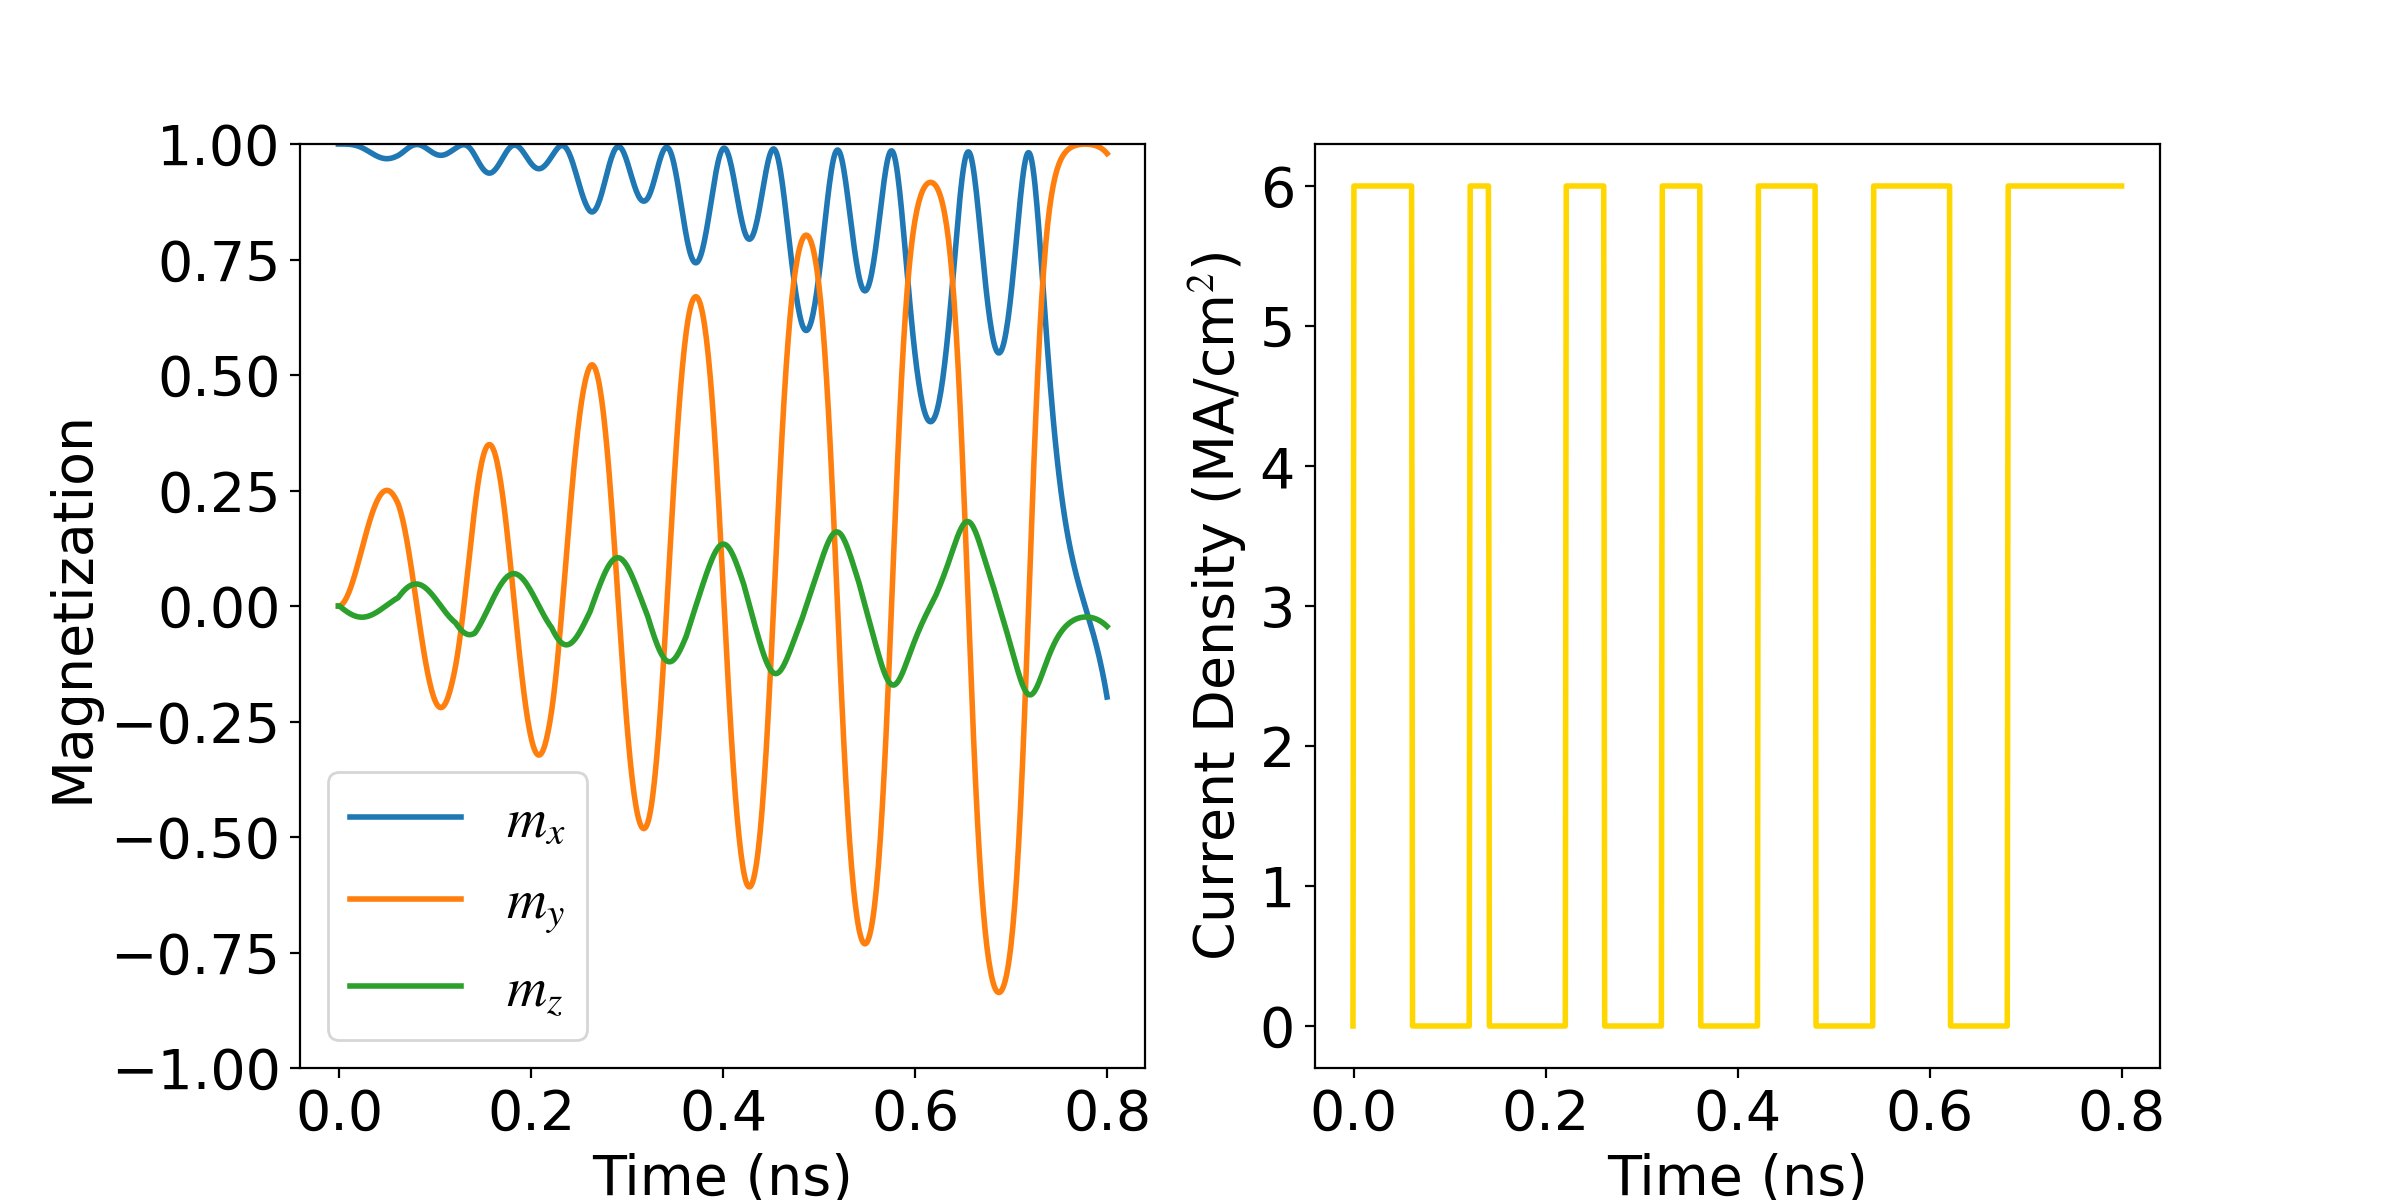 Magnetization
1.00
0.75
0.50
0.25
0.00
−0.25
−0.50
−0.75
−1.00
m_x
m_y
m_z
0.0 0.2 0.4 0.6 0.8
Time (ns)
Current Density (MA/cm²)
6
5
4
3
2
1
0
0.0 0.2 0.4 0.6 0.8
Time (ns)